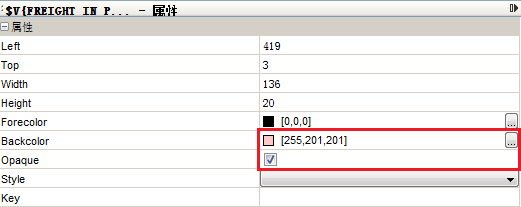 $V{FREIGHT IN P... - 属性
属性
Left 419
Top 3
Width 136
Height 20
Forecolor [0,0,0] ...
Backcolor [255,201,201] ...
Opaque
Style
Key